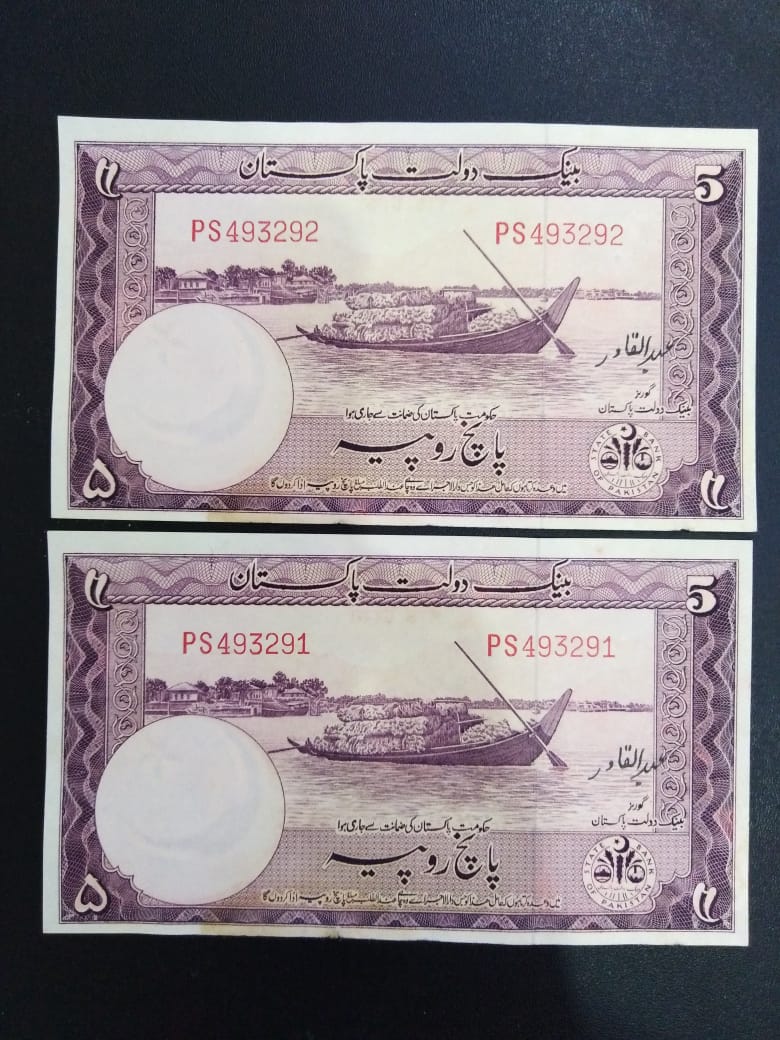 بینک دولت پاکستان
5
PS493292 PS493292
عبدالقادر
گورنر
بینک دولت پاکستان
حکومت پاکستان کی ضمانت سے جاری ہوا
پانچ روپیہ
STATE BANK OF PAKISTAN
۵
بینک دولت پاکستان
5
PS493291 PS493291
عبدالقادر
گورنر
بینک دولت پاکستان
حکومت پاکستان کی ضمانت سے جاری ہوا
پانچ روپیہ
STATE BANK OF PAKISTAN
۵